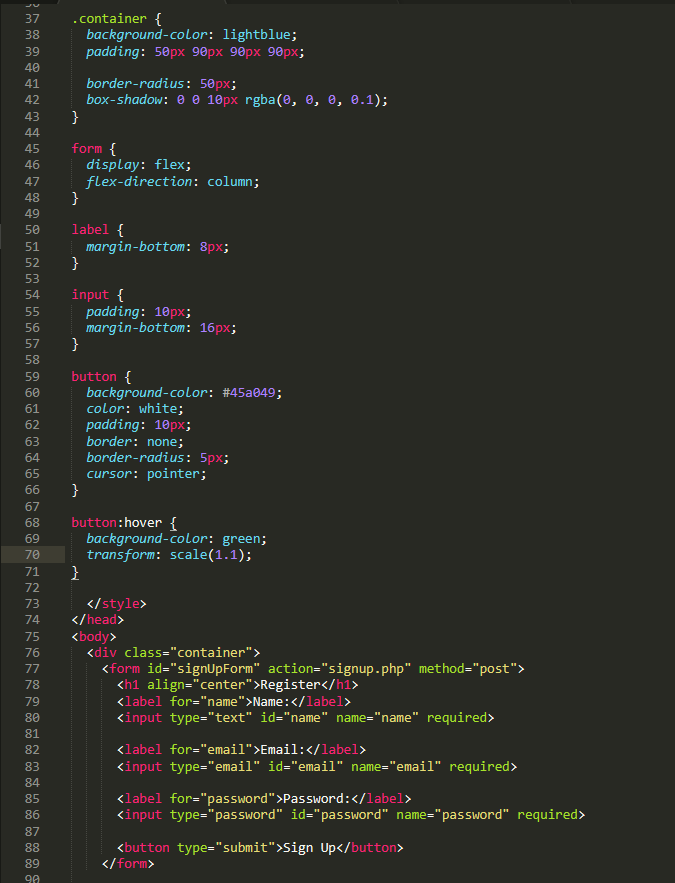 36
37 .container {
38 background-color: lightblue;
39 padding: 50px 90px 90px 90px;
40
41 border-radius: 50px;
42 box-shadow: 0 0 10px rgba(0, 0, 0, 0.1);
43 }
44
45 form {
46 display: flex;
47 flex-direction: column;
48 }
49
50 label {
51 margin-bottom: 8px;
52 }
53
54 input {
55 padding: 10px;
56 margin-bottom: 16px;
57 }
58
59 button {
60 background-color: #45a049;
61 color: white;
62 padding: 10px;
63 border: none;
64 border-radius: 5px;
65 cursor: pointer;
66 }
67
68 button:hover {
69 background-color: green;
70 transform: scale(1.1);
71 }
72
73 </style>
74 </head>
75 <body>
76 <div class="container">
77 <form id="signUpForm" action="signup.php" method="post">
78 <h1 align="center">Register</h1>
79 <label for="name">Name:</label>
80 <input type="text" id="name" name="name" required>
81
82 <label for="email">Email:</label>
83 <input type="email" id="email" name="email" required>
84
85 <label for="password">Password:</label>
86 <input type="password" id="password" name="password" required>
87
88 <button type="submit">Sign Up</button>
89 </form>
90